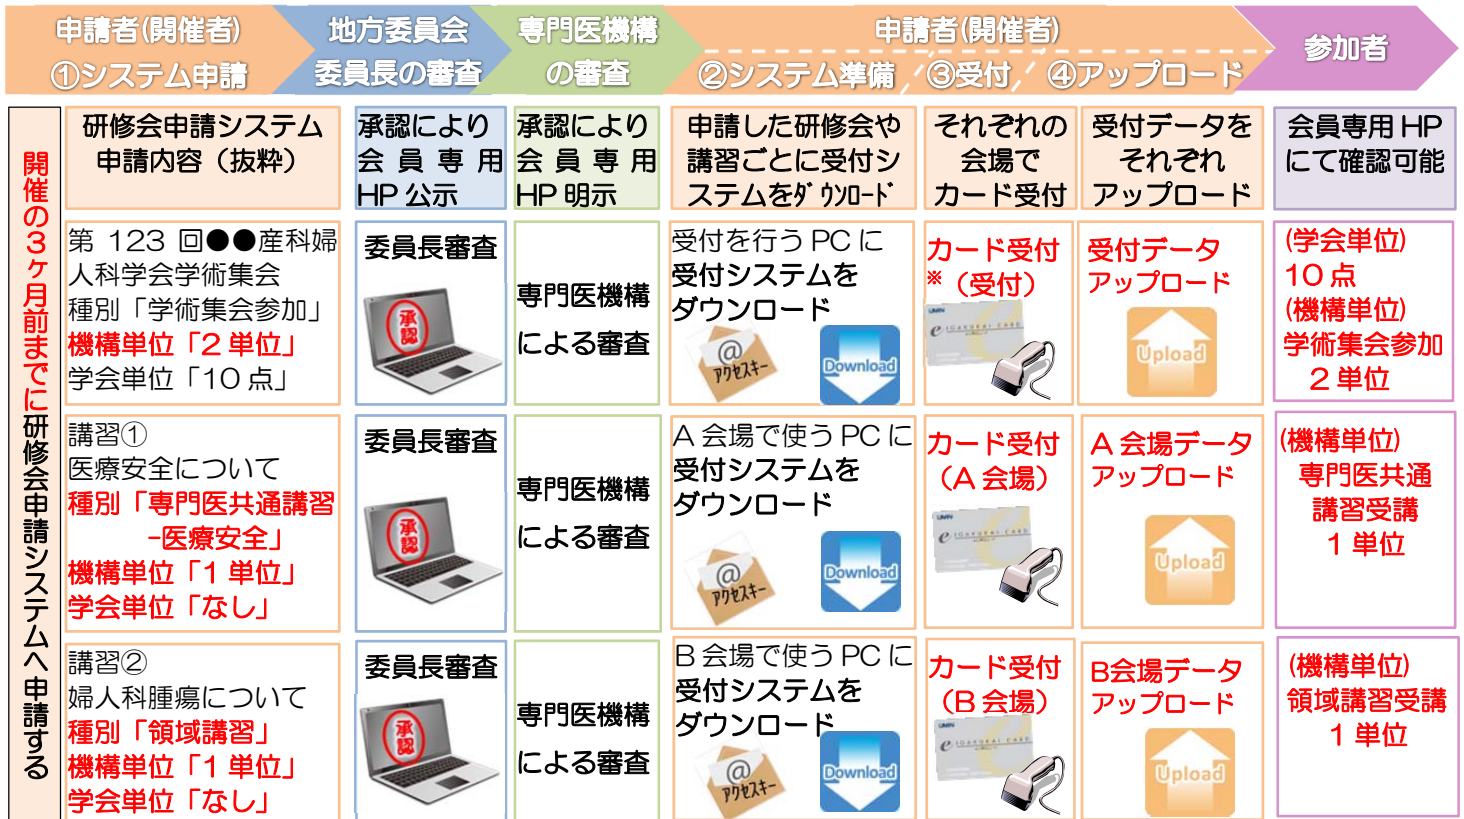 申請者(開催者)
①システム申請
地方委員会
委員長の審査
専門医機構
の審査
申請者(開催者)
②システム準備
③受付
④アップロード
参加者
開催の3ヶ月前までに研修会申請システムへ申請する
研修会申請システム
申請内容（抜粋）
承認により
会員専用
HP公示
承認により
会員専用
HP明示
申請した研修会や
講習ごとに受付シ
ステムをﾀﾞｳﾝﾛｰﾄﾞ
それぞれの
会場で
カード受付
受付データを
それぞれ
アップロード
会員専用HP
にて確認可能
第 123 回●●産科婦
人科学会学術集会
種別「学術集会参加」
機構単位「2単位」
学会単位「10点」
委員長審査
承認
専門医機構
による審査
受付を行うPCに
受付システムを
ダウンロード
@
アクセスキー
Download
カード受付
※（受付）
UMIN
e IGAKUKAI CARD
受付データ
アップロード
Upload
(学会単位)
10点
(機構単位)
学術集会参加
2単位
講習①
医療安全について
種別「専門医共通講習
-医療安全」
機構単位「1単位」
学会単位「なし」
委員長審査
承認
専門医機構
による審査
A会場で使うPCに
受付システムを
ダウンロード
@
アクセスキー
Download
カード受付
（A会場）
UMIN
e IGAKUKAI CARD
A会場データ
アップロード
Upload
(機構単位)
専門医共通
講習受講
1単位
講習②
婦人科腫瘍について
種別「領域講習」
機構単位「1単位」
学会単位「なし」
委員長審査
承認
専門医機構
による審査
B会場で使うPCに
受付システムを
ダウンロード
@
アクセスキー
Download
カード受付
（B会場）
UMIN
e IGAKUKAI CARD
B会場データ
アップロード
Upload
(機構単位)
領域講習受講
1単位